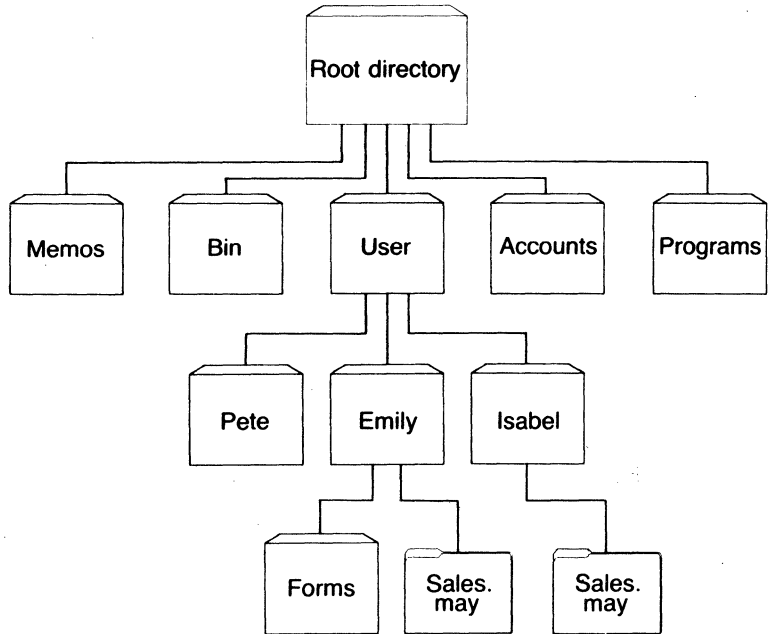 Root directory
Memos
Bin
User
Accounts
Programs
Pete
Emily
Isabel
Forms
Sales.
may
Sales.
may